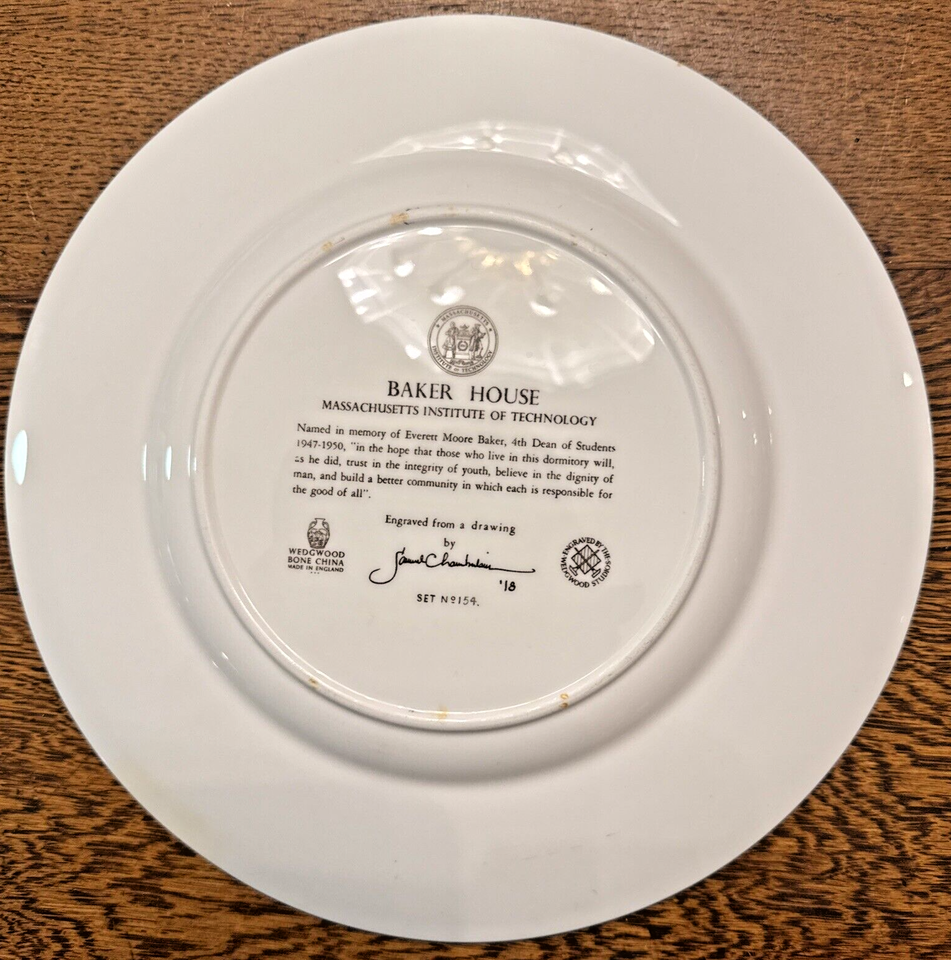 MASSACHUSETTS
INSTITUTE OF TECHNOLOGY
BAKER HOUSE
MASSACHUSETTS INSTITUTE OF TECHNOLOGY
Named in memory of Everett Moore Baker, 4th Dean of Students
1947-1950, "in the hope that those who live in this dormitory will,
as he did, trust in the integrity of youth, believe in the dignity of
man, and build a better community in which each is responsible for
the good of all".
Engraved from a drawing
by
Samuel Chamberlain
'18
SET Nº154.
WEDGWOOD
BONE CHINA
MADE IN ENGLAND
ENGRAVED BY THE
WEDGWOOD STUDIOS